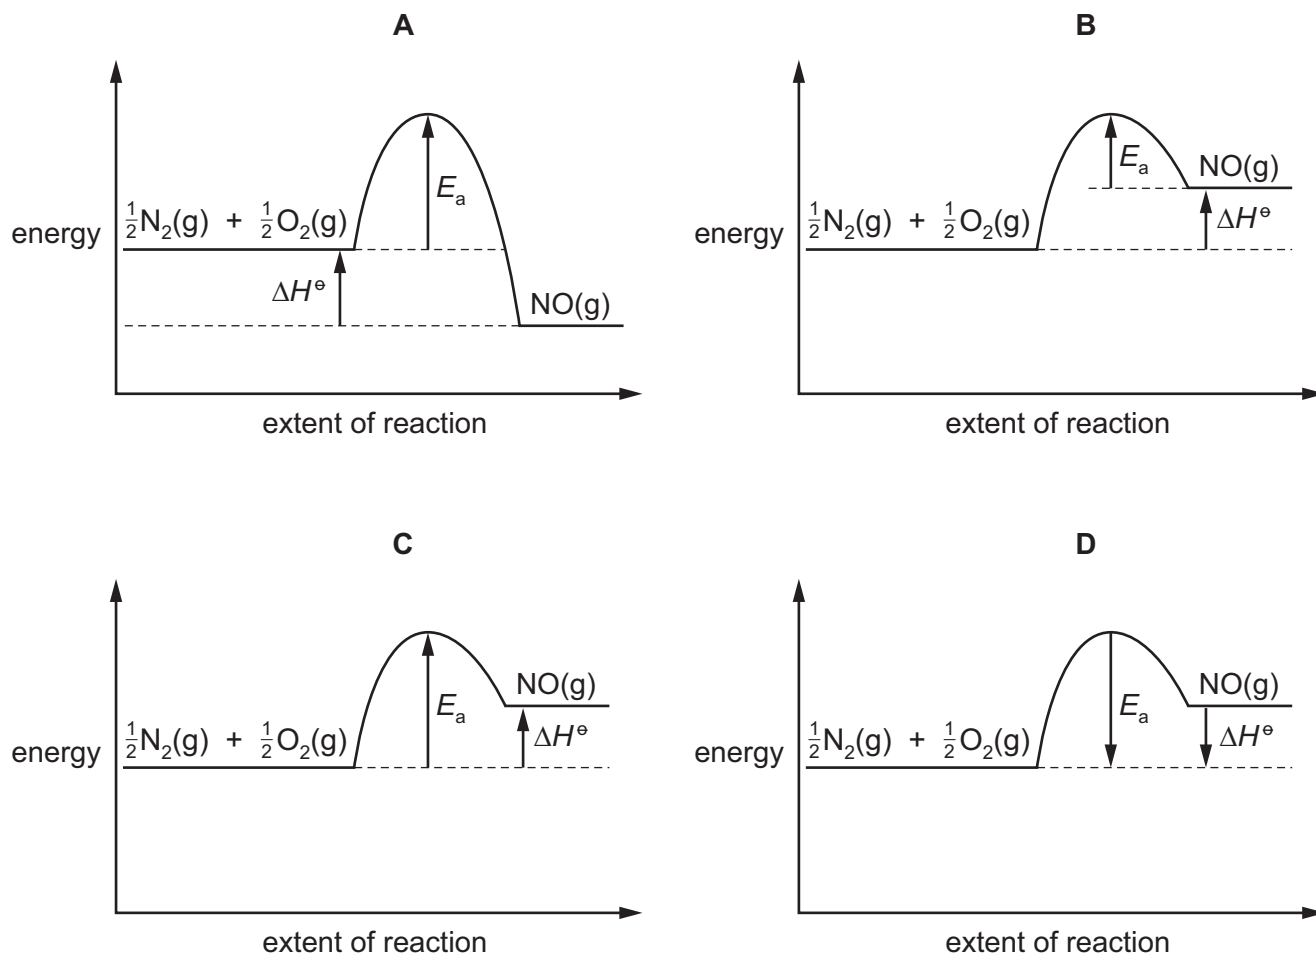 A
energy
½N₂(g) + ½O₂(g)
Eₐ
ΔH⦵
NO(g)
extent of reaction
B
energy
½N₂(g) + ½O₂(g)
Eₐ
NO(g)
ΔH⦵
extent of reaction
C
energy
½N₂(g) + ½O₂(g)
Eₐ
NO(g)
ΔH⦵
extent of reaction
D
energy
½N₂(g) + ½O₂(g)
Eₐ
NO(g)
ΔH⦵
extent of reaction